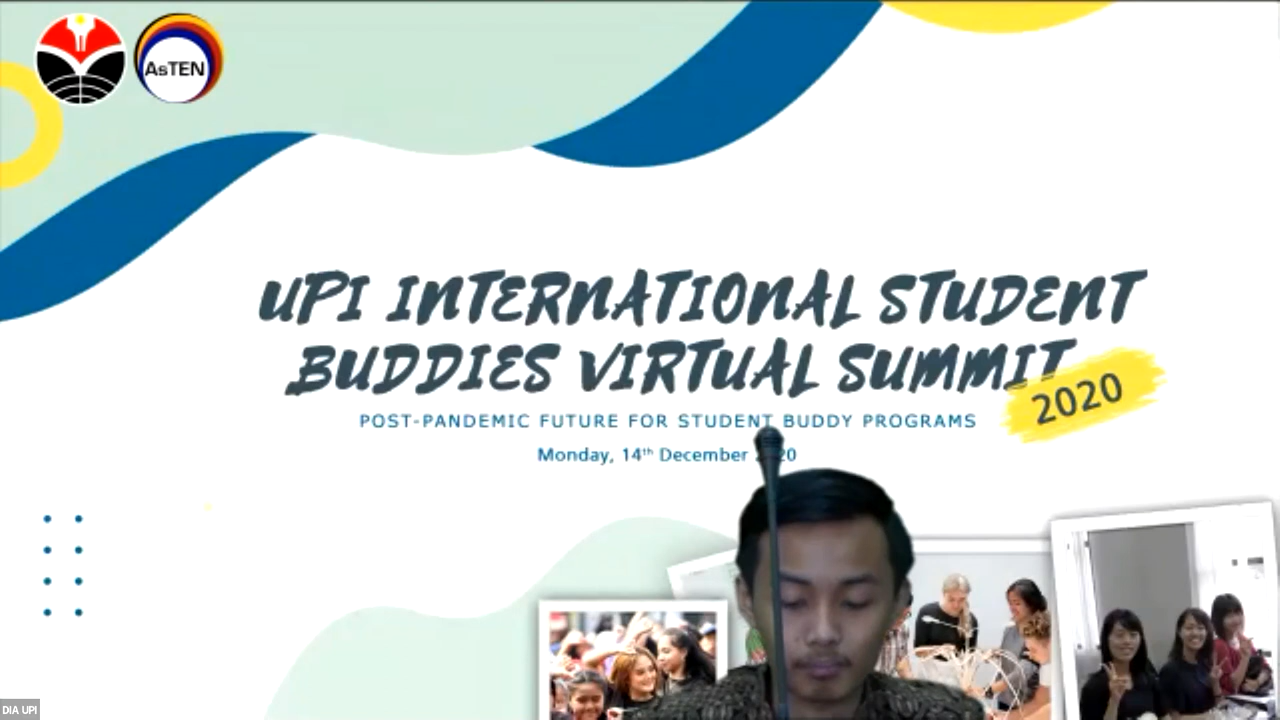 AsTEN
UPI INTERNATIONAL STUDENT
BUDDIES VIRTUAL SUMMIT
2020
POST-PANDEMIC FUTURE FOR STUDENT BUDDY PROGRAMS
Monday, 14th December 20
DIA UPI